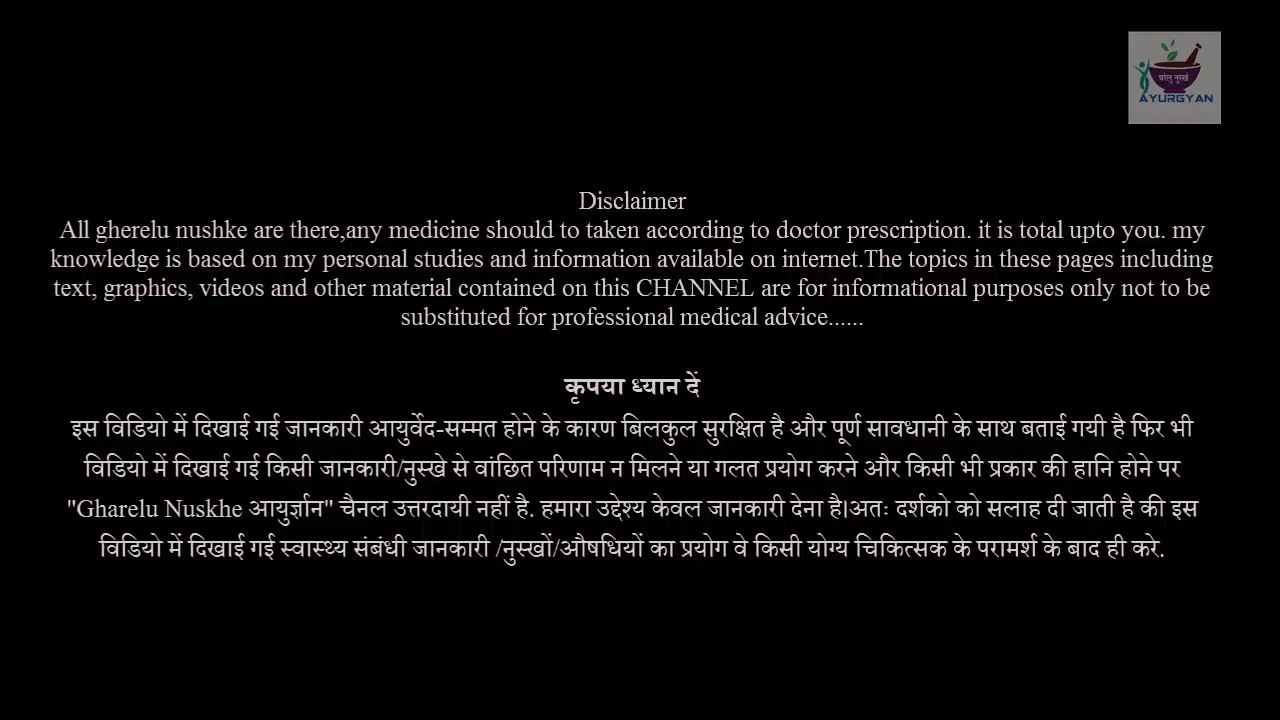 घरेलु नुस्खे
AYURGYAN
Disclaimer
All gherelu nushke are there,any medicine should to taken according to doctor prescription. it is total upto you. my
knowledge is based on my personal studies and information available on internet.The topics in these pages including
text, graphics, videos and other material contained on this CHANNEL are for informational purposes only not to be
substituted for professional medical advice......
कृपया ध्यान दें
इस विडियो में दिखाई गई जानकारी आयुर्वेद-सम्मत होने के कारण बिलकुल सुरक्षित है और पूर्ण सावधानी के साथ बताई गयी है फिर भी
विडियो में दिखाई गई किसी जानकारी/नुस्खे से वांछित परिणाम न मिलने या गलत प्रयोग करने और किसी भी प्रकार की हानि होने पर
"Gharelu Nuskhe आयुर्ज्ञान" चैनल उत्तरदायी नहीं है. हमारा उद्देश्य केवल जानकारी देना है।अतः दर्शको को सलाह दी जाती है की इस
विडियो में दिखाई गई स्वास्थ्य संबंधी जानकारी /नुस्खों/औषधियों का प्रयोग वे किसी योग्य चिकित्सक के परामर्श के बाद ही करे.